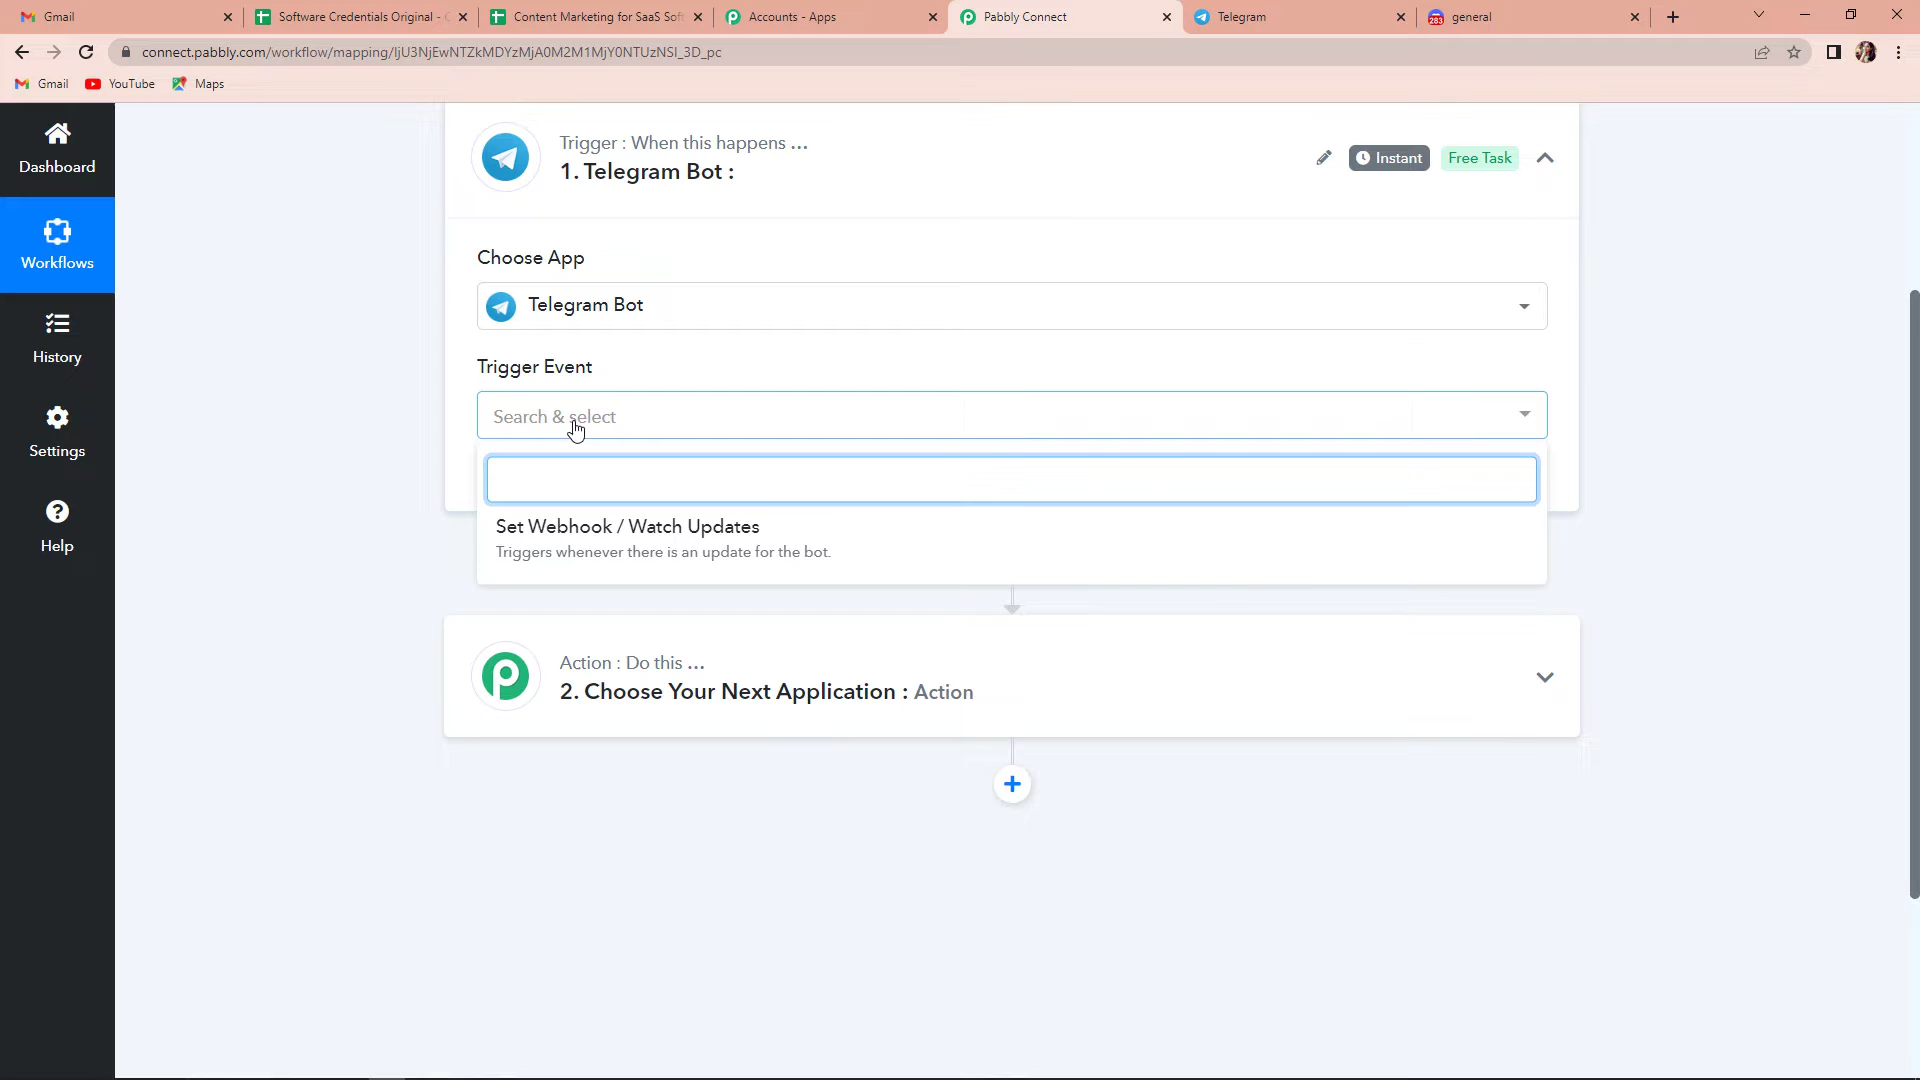 Gmail
Software Credentials Original -
Content Marketing for SaaS Soft
Accounts - Apps
Pabbly Connect
Telegram
283
general
connect.pabbly.com/workflow/mapping/IjU3NjEwNTZkMDYzMjA0M2M1MjY0NTUzNSI_3D_pc
Gmail
YouTube
Maps
Dashboard
Workflows
History
Settings
Help
Trigger : When this happens ...
1. Telegram Bot :
Instant
Free Task
Choose App
Telegram Bot
Trigger Event
Search & select
Set Webhook / Watch Updates
Triggers whenever there is an update for the bot.
Action : Do this ...
2. Choose Your Next Application : Action